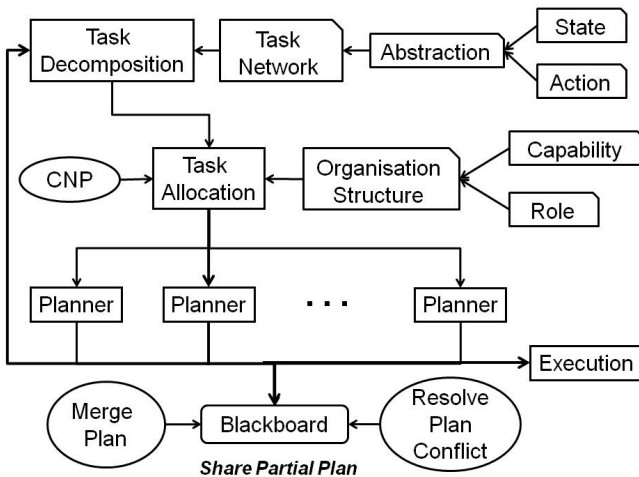 Task
Decomposition
Task
Network
Abstraction
State
Action
CNP
Task
Allocation
Organisation
Structure
Capability
Role
Planner
Planner
...
Planner
Execution
Merge
Plan
Blackboard
Resolve
Plan
Conflict
Share Partial Plan